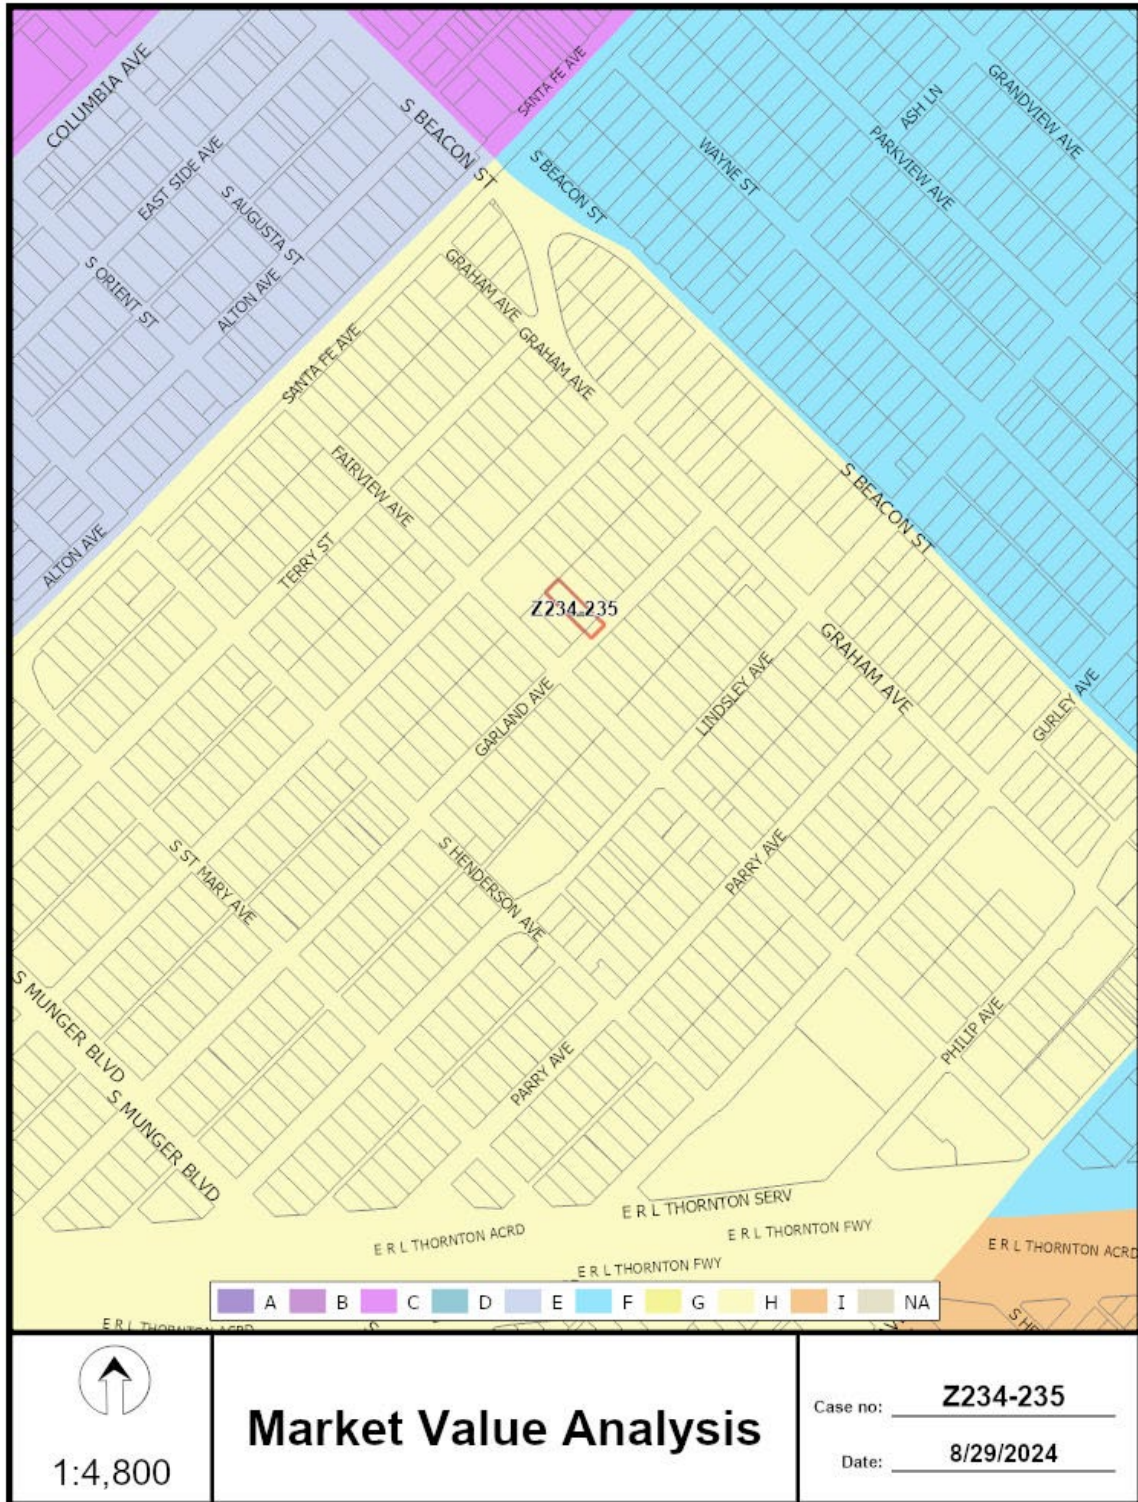 COLUMBIA AVE
SANTA FE AVE
S BEACON ST
ASH LN
GRANDVIEW AVE
EAST SIDE AVE
S BEACON ST
WAYNE ST
PARKVIEW AVE
S AUGUSTA ST
S ORIENT ST
ALTON AVE
GRAHAM AVE
SANTA FE AVE
GRAHAM AVE
FAIRVIEW AVE
S BEACON ST
ALTON AVE
TERRY ST
Z234-235
GRAHAM AVE
LINDSLEY AVE
GARLAND AVE
GURLEY AVE
S ST MARY AVE
S HENDERSON AVE
PARRY AVE
S MUNGER BLVD
PHILIP AVE
PARRY AVE
S MUNGER BLVD
E R L THORNTON SERV
E R L THORNTON ACRD
E R L THORNTON FWY
E R L THORNTON ACRD
E R L THORNTON FWY
A B C D E F G H I NA
E R L THORNTON ACRD
1:4,800
Market Value Analysis
Case no: Z234-235
Date: 8/29/2024